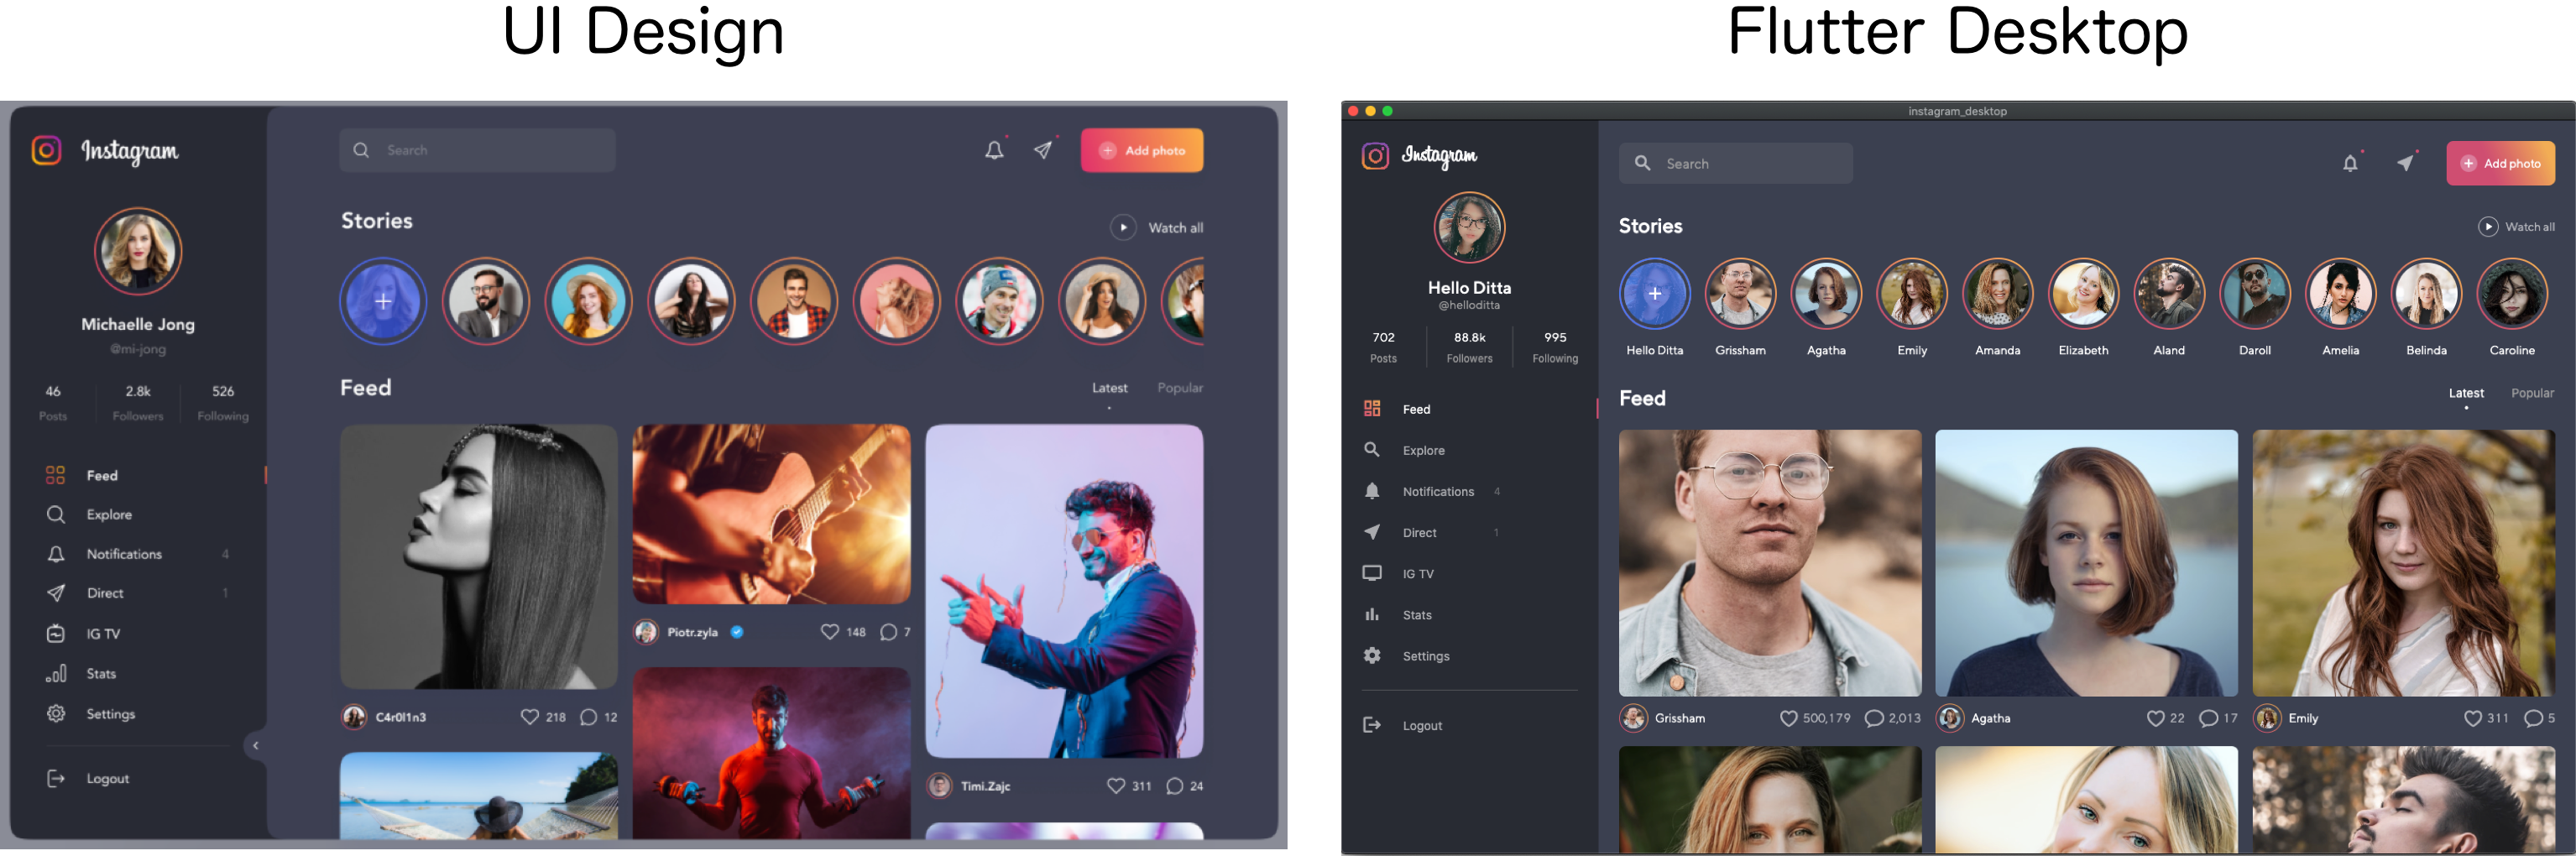 UI Design
Instagram
Search
Add photo
Michaelle Jong
@mi-jong
46 2.8k 526
Posts Followers Following
Feed
Explore
Notifications 4
Direct 1
IG TV
Stats
Settings
Logout
Stories
Watch all
Feed
Latest Popular
C4r0l1n3 218 12
Piotr.zyla 148 7
Timi.Zajc 311 24
Flutter Desktop
instagram_desktop
Instagram
Search
Add photo
Hello Ditta
@helloditta
702 88.8k 995
Posts Followers Following
Feed
Explore
Notifications 4
Direct 1
IG TV
Stats
Settings
Logout
Stories
Watch all
Hello Ditta Grissham Agatha Emily Amanda Elizabeth Aland Daroll Amelia Belinda Caroline
Feed
Latest Popular
Grissham 500,179 2,013
Agatha 22 17
Emily 311 5